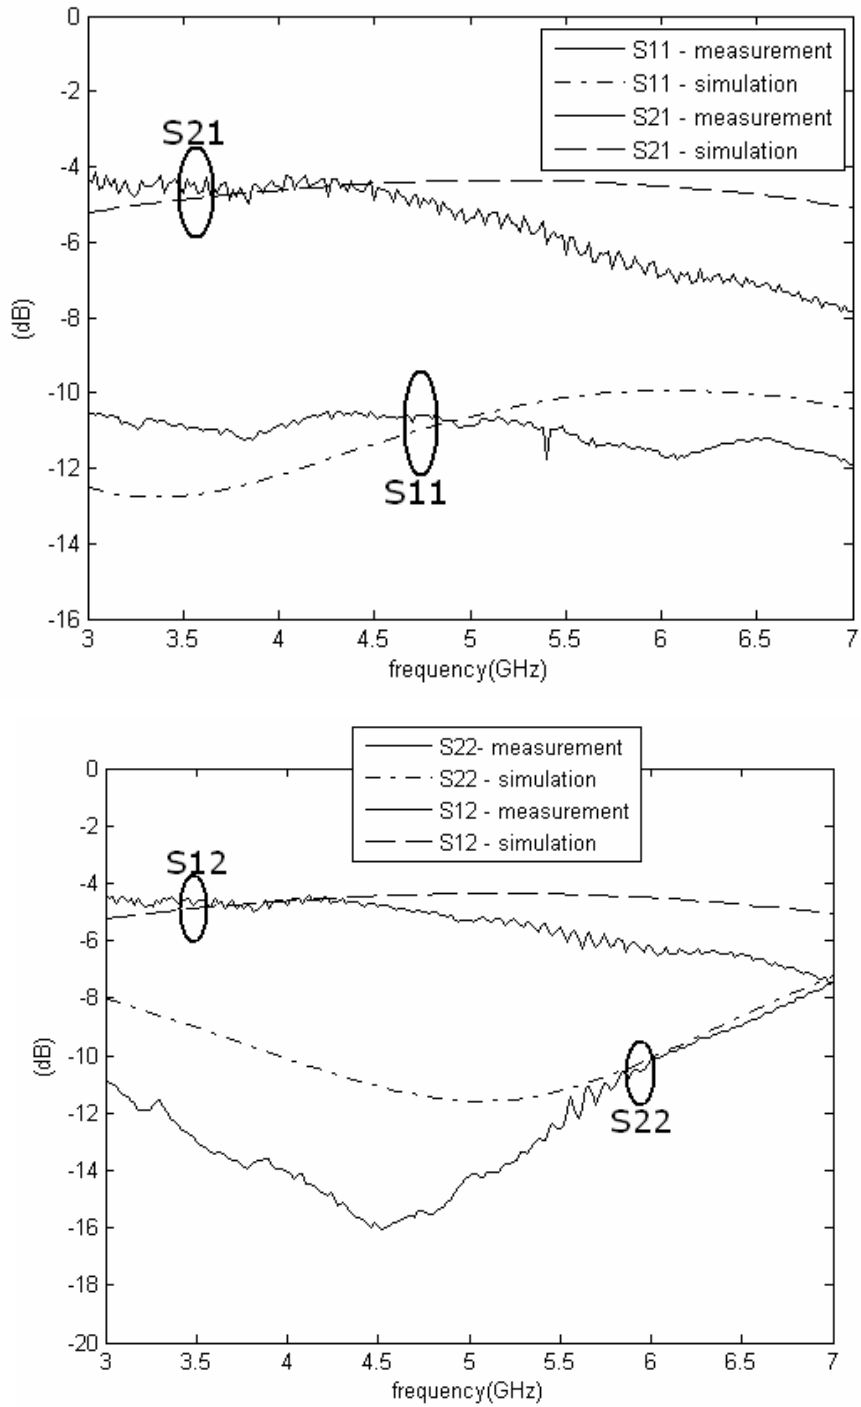 0
-2
-4
-6
-8
-10
-12
-14
-16
(dB)
S11 - measurement
S11 - simulation
S21 - measurement
S21 - simulation
S21
S11
3
3.5
4
4.5
5
5.5
6
6.5
7
frequency(GHz)
S22- measurement
S22 - simulation
S12 - measurement
S12 - simulation
0
-2
-4
-6
-8
-10
-12
-14
-16
-18
-20
(dB)
S12
S22
3
3.5
4
4.5
5
5.5
6
6.5
7
frequency(GHz)